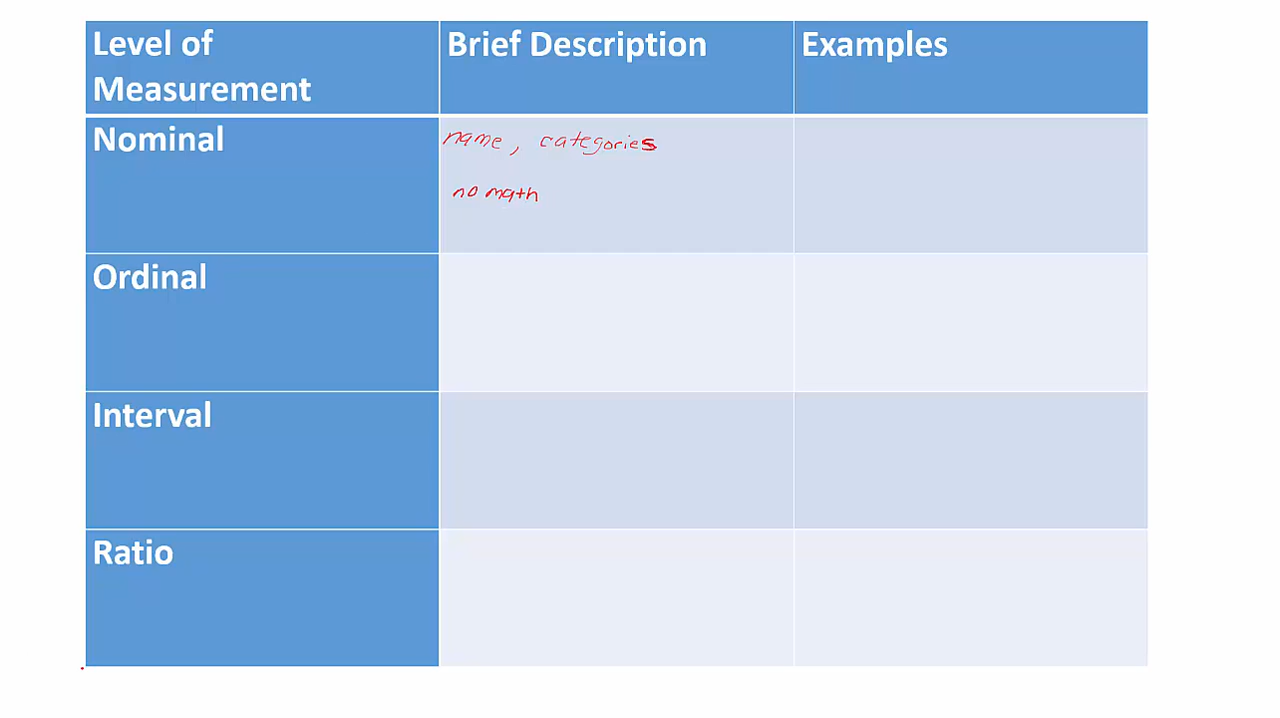 Level of
Measurement
Brief Description
Examples
Nominal
name, categories
no math
Ordinal
Interval
Ratio